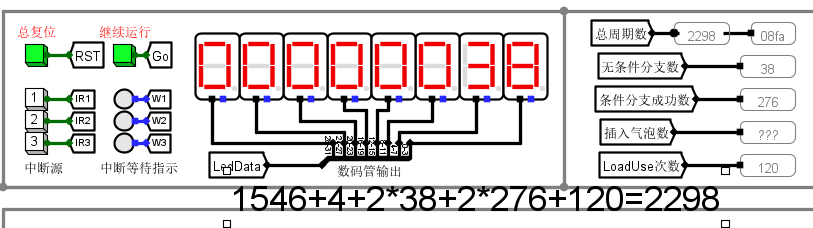 总复位 继续运行
RST Go
1 IR1 W1
2 IR2 W2
3 IR3 W3
中断源 中断等待指示
LedData
数码管输出
总周期数 2298 08fa
无条件分支数 38
条件分支成功数 276
插入气泡数 ???
LoadUse次数 120
1546+4+2*38+2*276+120=2298